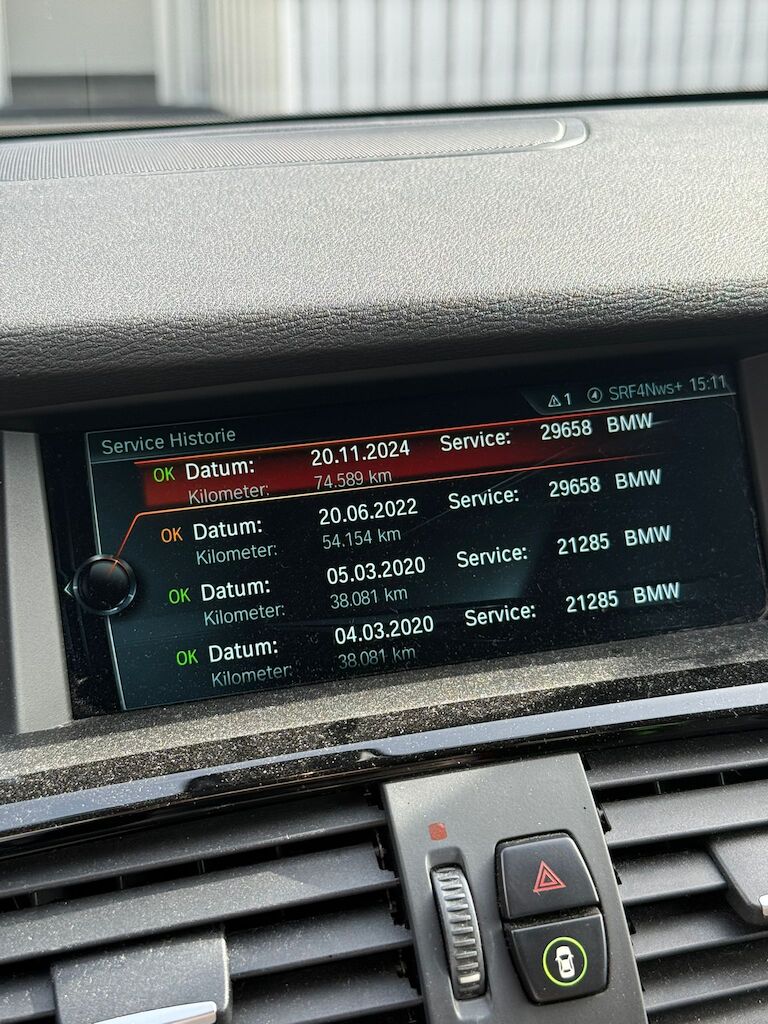 1 SRF4Nws+ 15:11
Service Historie
OK Datum: 20.11.2024 Service: 29658 BMW
Kilometer: 74.589 km
OK Datum: 20.06.2022 Service: 29658 BMW
Kilometer: 54.154 km
OK Datum: 05.03.2020 Service: 21285 BMW
Kilometer: 38.081 km
OK Datum: 04.03.2020 Service: 21285 BMW
Kilometer: 38.081 km